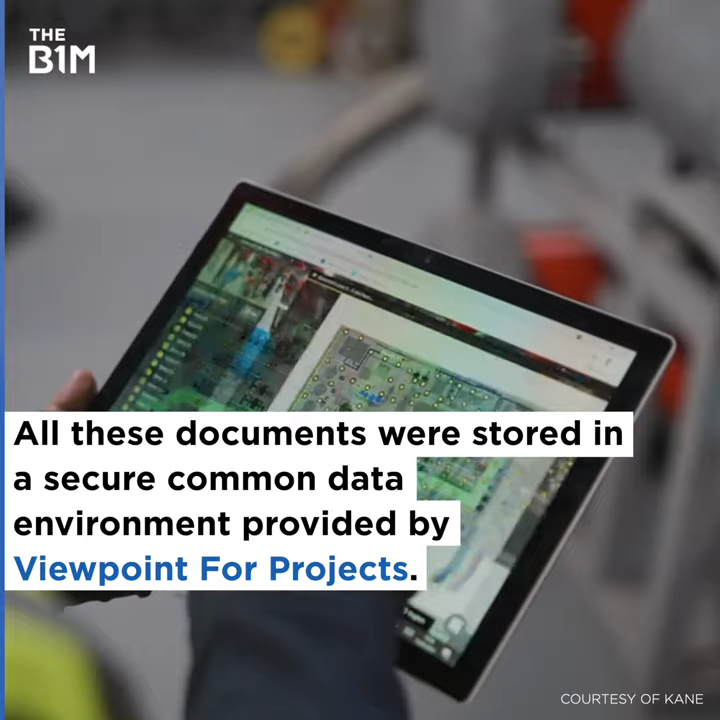 THE
B1M
All these documents were stored in
a secure common data
environment provided by
Viewpoint For Projects.
COURTESY OF KANE